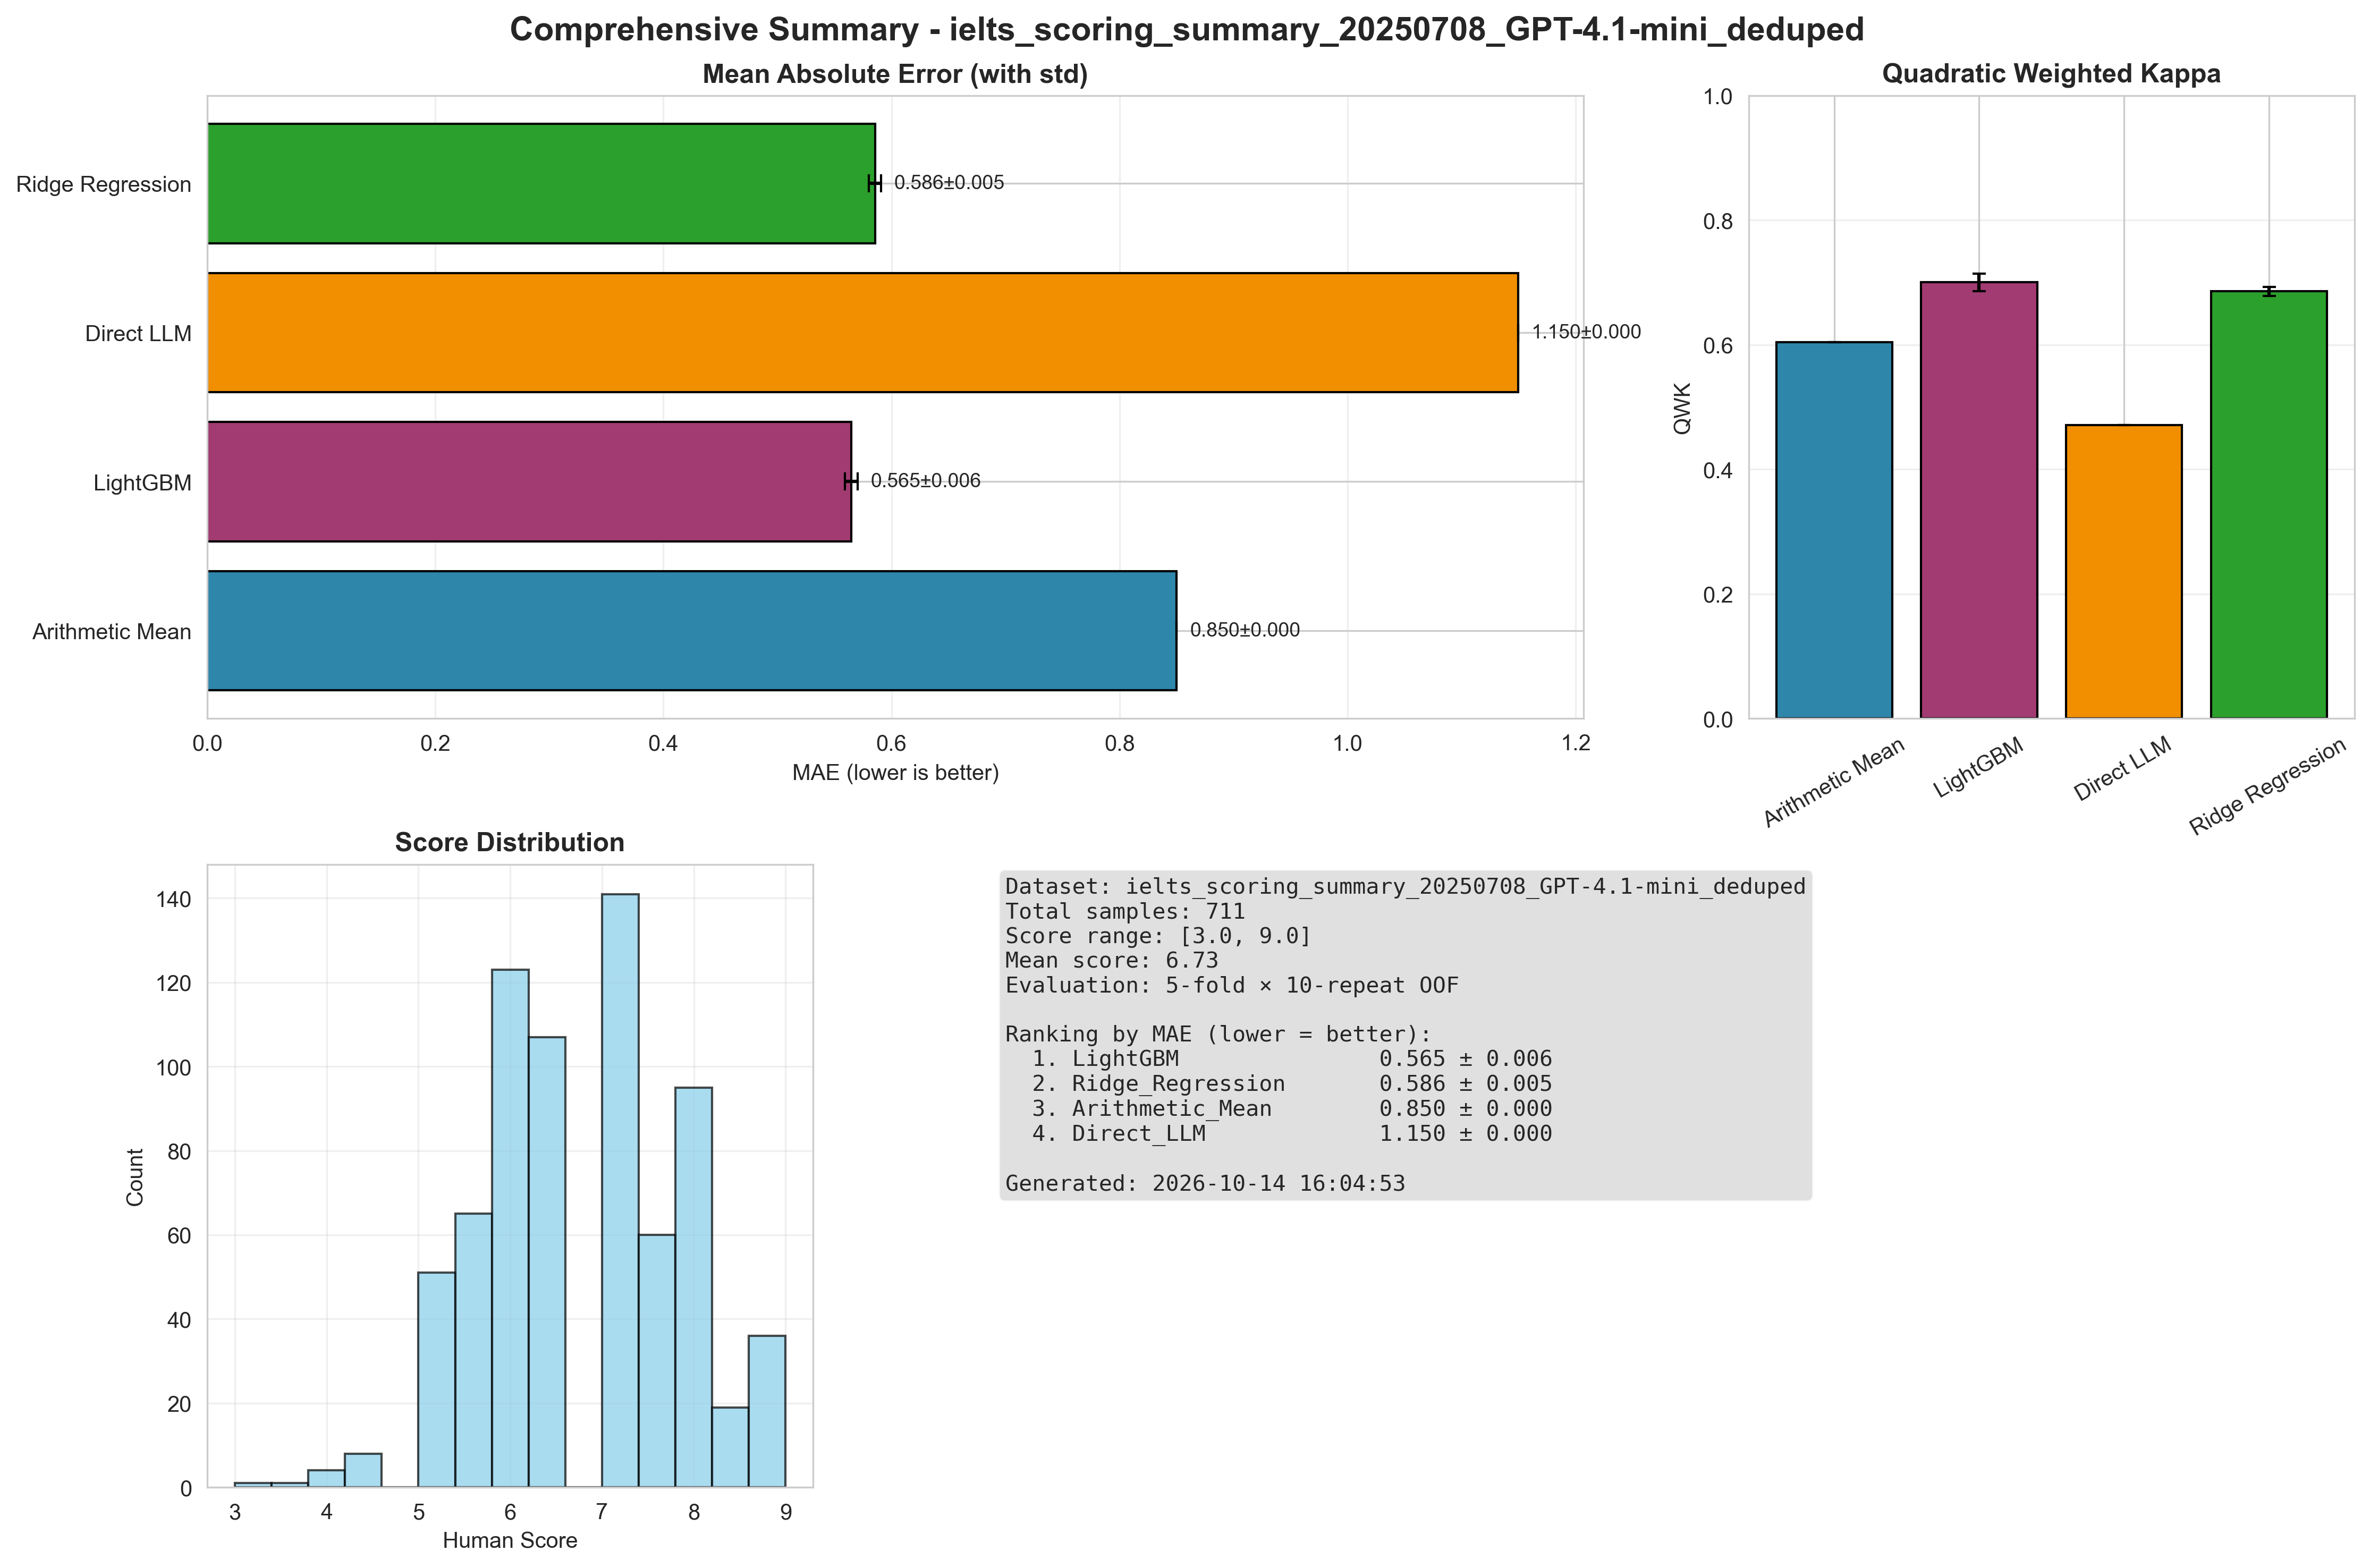 Comprehensive Summary - ielts_scoring_summary_20250708_GPT-4.1-mini_deduped
Mean Absolute Error (with std)
Ridge Regression
0.586±0.005
Direct LLM
1.150±0.000
LightGBM
0.565±0.006
Arithmetic Mean
0.850±0.000
0.0 0.2 0.4 0.6 0.8 1.0 1.2
MAE (lower is better)
Quadratic Weighted Kappa
1.0
0.8
0.6
0.4
0.2
0.0
QWK
Arithmetic Mean
LightGBM
Direct LLM
Ridge Regression
Score Distribution
140
120
100
80
60
40
20
0
Count
3 4 5 6 7 8 9
Human Score
Dataset: ielts_scoring_summary_20250708_GPT-4.1-mini_deduped
Total samples: 711
Score range: [3.0, 9.0]
Mean score: 6.73
Evaluation: 5-fold × 10-repeat OOF
Ranking by MAE (lower = better):
1. LightGBM 0.565 ± 0.006
2. Ridge_Regression 0.586 ± 0.005
3. Arithmetic_Mean 0.850 ± 0.000
4. Direct_LLM 1.150 ± 0.000
Generated: 2026-10-14 16:04:53